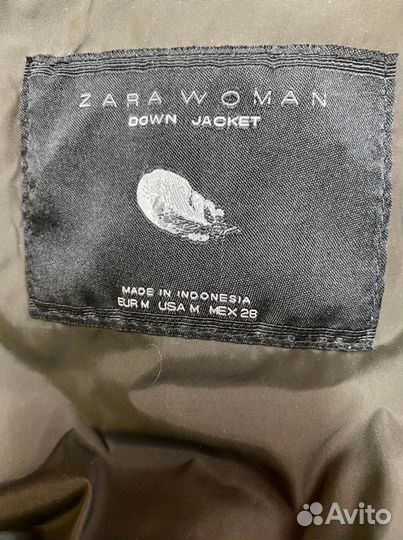 ZARA WOMAN
DOWN JACKET
MADE IN INDONESIA
EUR M USA M MEX 28
Avito